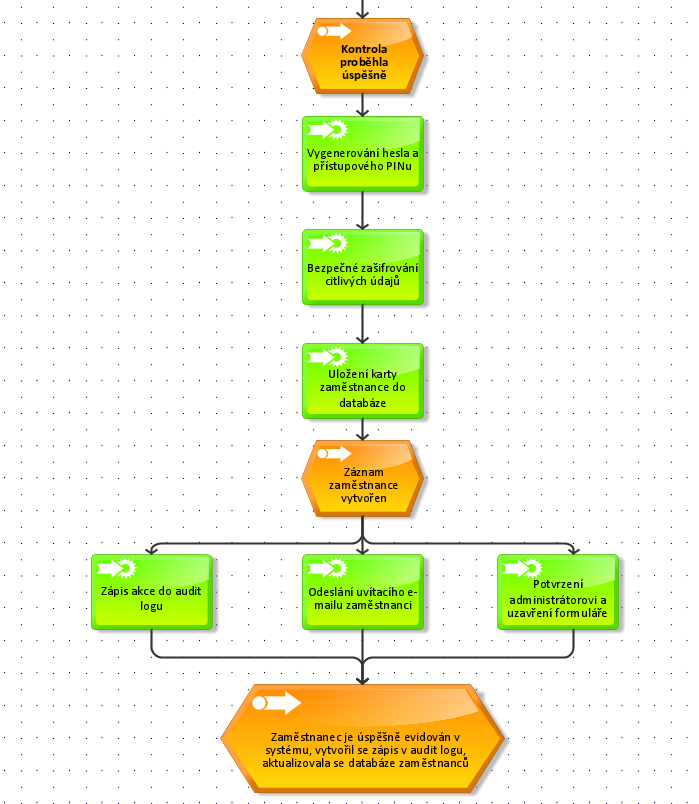 Kontrola
proběhla
úspěšně
Vygenerování hesla a
přístupového PINu
Bezpečné zašifrování
citlivých údajů
Uložení karty
zaměstnance do
databáze
Záznam
zaměstnance
vytvořen
Zápis akce do audit
logu
Odeslání uvítacího e-
mailu zaměstnanci
Potvrzení
administrátorovi a
uzavření formuláře
Zaměstnanec je úspěšně evidován v
systému, vytvořil se zápis v audit logu,
aktualizovala se databáze zaměstnanců